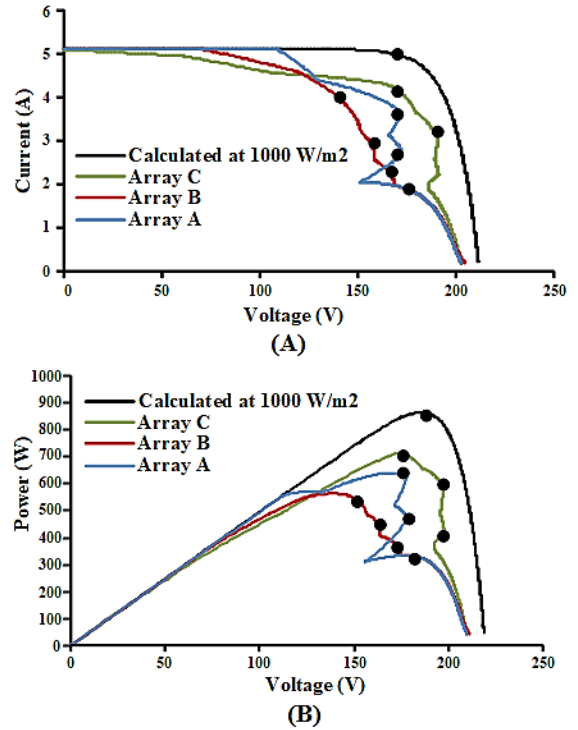 6
5
4
3
2
1
0
Current (A)
Calculated at 1000 W/m2
Array C
Array B
Array A
0 50 100 150 200 250
Voltage (V)
(A)
1000
900
800
700
600
500
400
300
200
100
0
Power (W)
Calculated at 1000 W/m2
Array C
Array B
Array A
0 50 100 150 200 250
Voltage (V)
(B)